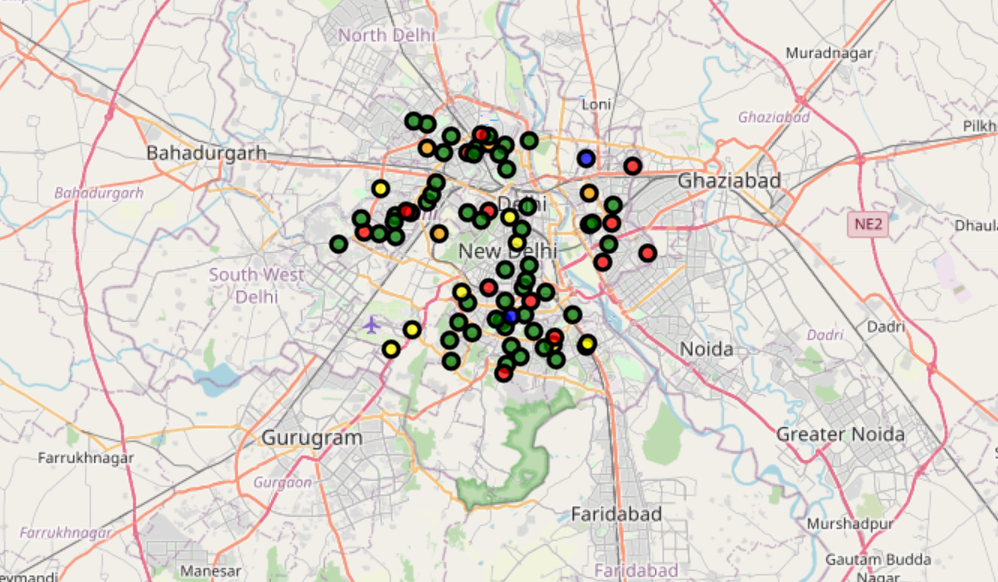 North Delhi
Muradnagar
Loni
Ghaziabad
Pilkh
Bahadurgarh
Ghaziabad
Bahadurgarh
Delhi
NE2
Dhaula
New Delhi
South West
Delhi
Dadri
Dadri
Noida
Gurugram
Greater Noida
Farrukhnagar
Gurgaon
Faridabad
Murshadpur
Farrukhnagar
Gautam Budda
Nagar
Manesar
Faridabad
eymandi